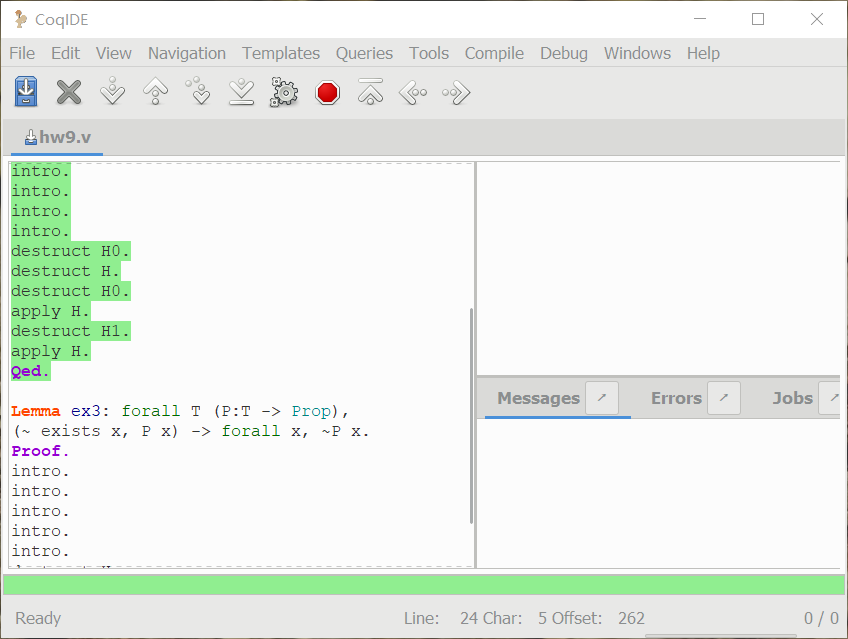 CoqIDE
File Edit View Navigation Templates Queries Tools Compile Debug Windows Help
hw9.v
intro.
intro.
intro.
intro.
destruct H0.
destruct H.
destruct H0.
apply H.
destruct H1.
apply H.
Qed.
Lemma ex3: forall T (P:T -> Prop),
(~ exists x, P x) -> forall x, ~P x.
Proof.
intro.
intro.
intro.
intro.
intro.
Messages Errors Jobs
Ready Line: 24 Char: 5 Offset: 262 0 / 0